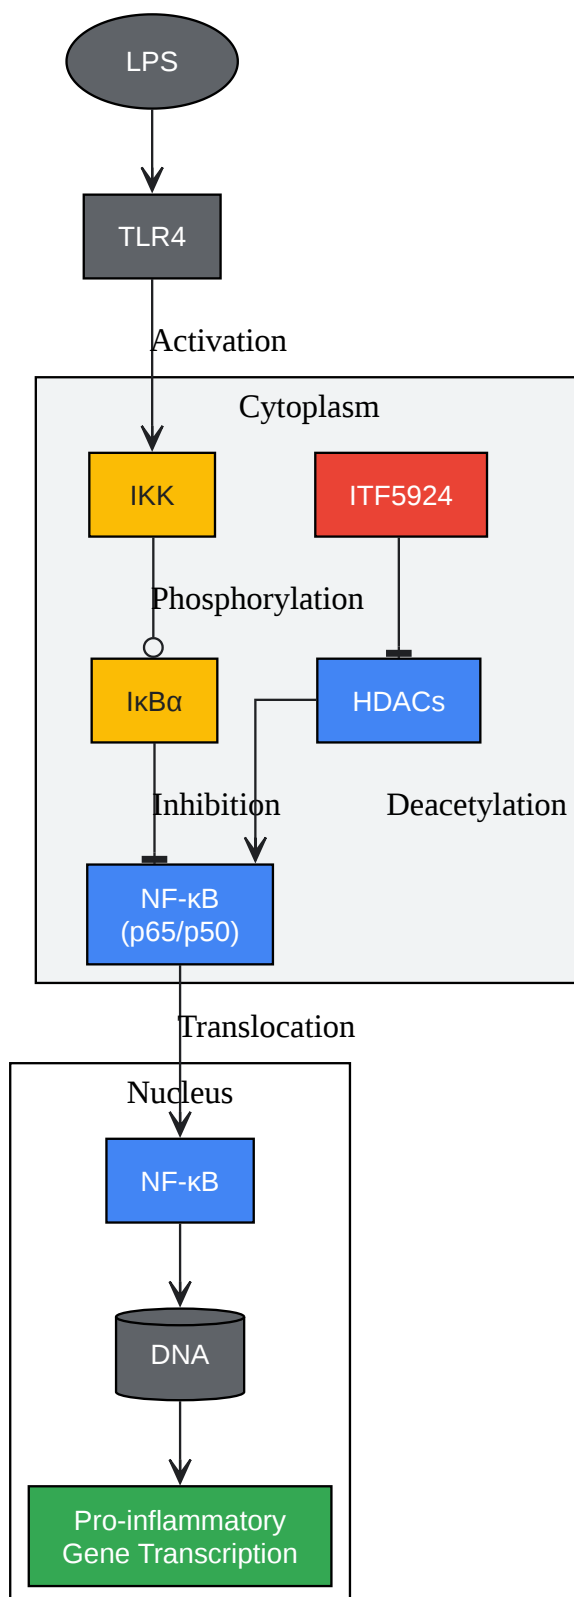 LPS
TLR4
Activation
Cytoplasm
IKK
ITF5924
Phosphorylation
IκBα
HDACs
Inhibition
Deacetylation
NF-κB
(p65/p50)
Translocation
Nucleus
NF-κB
DNA
Pro-inflammatory
Gene Transcription